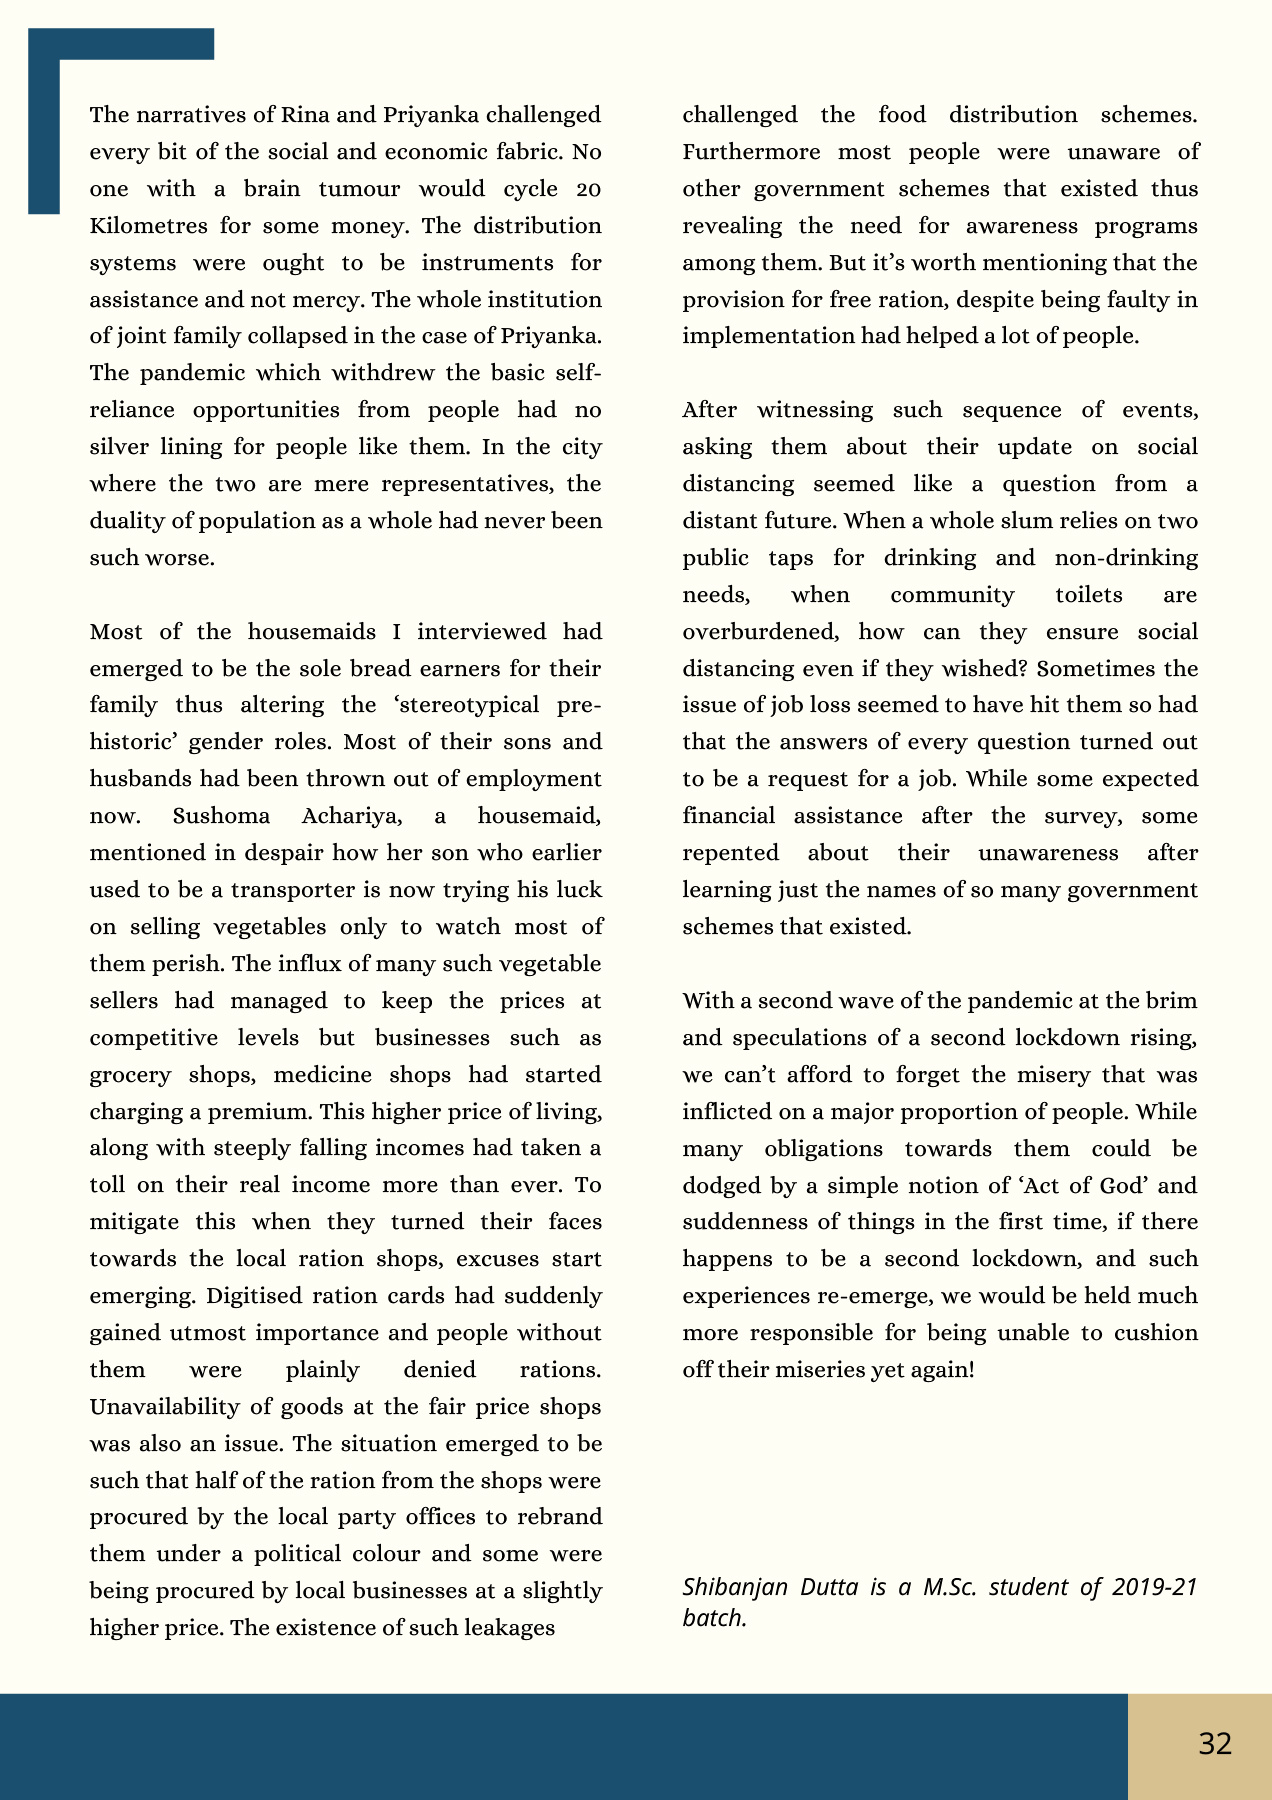 The narratives of Rina and Priyanka challenged
every bit of the social and economic fabric. No
one with a brain tumour would cycle 20
Kilometres for some money. The distribution
systems were ought to be instruments for
assistance and not mercy. The whole institution
of joint family collapsed in the case of Priyanka.
The pandemic which withdrew the basic self-
reliance opportunities from people had no
silver lining for people like them. In the city
where the two are mere representatives, the
duality of population as a whole had never been
such worse.

Most of the housemaids I interviewed had
emerged to be the sole bread earners for their
family thus altering the ‘stereotypical pre-
historic’ gender roles. Most of their sons and
husbands had been thrown out of employment
now. Sushoma Achariya, a housemaid,
mentioned in despair how her son who earlier
used to be a transporter is now trying his luck
on selling vegetables only to watch most of
them perish. The influx of many such vegetable
sellers had managed to keep the prices at
competitive levels but businesses such as
grocery shops, medicine shops had started
charging a premium. This higher price of living,
along with steeply falling incomes had taken a
toll on their real income more than ever. To
mitigate this when they turned their faces
towards the local ration shops, excuses start
emerging. Digitised ration cards had suddenly
gained utmost importance and people without
them were plainly denied rations.
Unavailability of goods at the fair price shops
was also an issue. The situation emerged to be
such that half of the ration from the shops were
procured by the local party offices to rebrand
them under a political colour and some were
being procured by local businesses at a slightly
higher price. The existence of such leakages

challenged the food distribution schemes.
Furthermore most people were unaware of
other government schemes that existed thus
revealing the need for awareness programs
among them. But it’s worth mentioning that the
provision for free ration, despite being faulty in
implementation had helped a lot of people.

After witnessing such sequence of events,
asking them about their update on social
distancing seemed like a question from a
distant future. When a whole slum relies on two
public taps for drinking and non-drinking
needs, when community toilets are
overburdened, how can they ensure social
distancing even if they wished? Sometimes the
issue of job loss seemed to have hit them so had
that the answers of every question turned out
to be a request for a job. While some expected
financial assistance after the survey, some
repented about their unawareness after
learning just the names of so many government
schemes that existed.

With a second wave of the pandemic at the brim
and speculations of a second lockdown rising,
we can’t afford to forget the misery that was
inflicted on a major proportion of people. While
many obligations towards them could be
dodged by a simple notion of ‘Act of God’ and
suddenness of things in the first time, if there
happens to be a second lockdown, and such
experiences re-emerge, we would be held much
more responsible for being unable to cushion
off their miseries yet again!

Shibanjan Dutta is a M.Sc. student of 2019-21
batch.

32